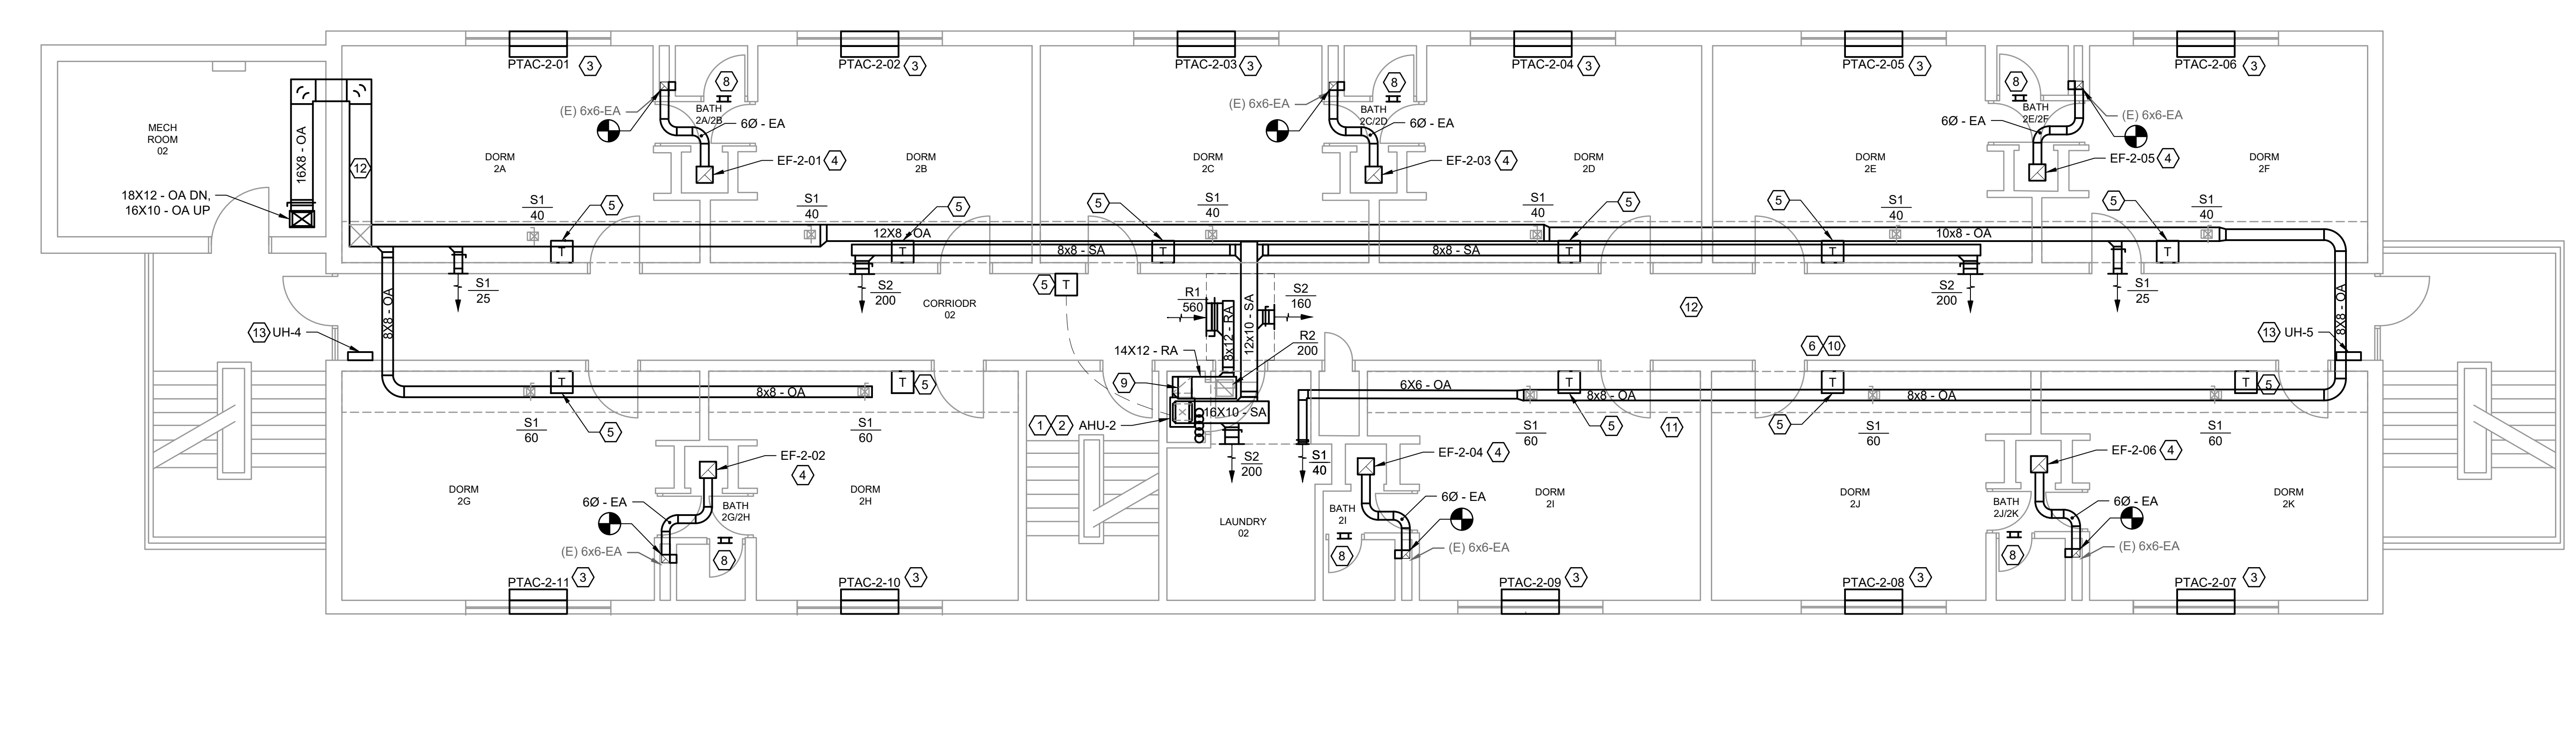 PTAC-2-01
3
PTAC-2-02
3
PTAC-2-03
3
PTAC-2-04
3
PTAC-2-05
3
PTAC-2-06
3
8
8
8
(E) 6x6-EA
BATH
2A/2B
6Ø - EA
(E) 6x6-EA
BATH
2C/2D
6Ø - EA
BATH
2E/2F
6Ø - EA
(E) 6x6-EA
MECH
ROOM
02
16X8 - OA
12
18X12 - OA DN,
16X10 - OA UP
DORM
2A
EF-2-01
4
DORM
2B
DORM
2C
EF-2-03
4
DORM
2D
DORM
2E
EF-2-05
4
DORM
2F
S1
40
5
S1
40
5
5
S1
40
S1
40
5
5
S1
40
5
S1
40
12X8 - OA
10x8 - OA
T
T
8x8 - SA
T
8x8 - SA
T
T
T
8X8 - OA
S1
25
S2
200
CORRIODR
02
5
T
R1
560
8x12 - RA
12x10 - SA
S2
160
12
S2
200
S1
25
8X8 - OA
13
UH-4
13
UH-5
14X12 - RA
R2
200
6
10
9
T
8x8 - OA
T
5
6X6 - OA
T
8x8 - OA
T
8x8 - OA
T
5
1
2
AHU-2
16X10 - SA
S1
60
5
S1
60
S1
60
5
11
5
S1
60
S1
60
S2
200
S1
40
EF-2-02
4
EF-2-04
4
EF-2-06
4
DORM
2G
6Ø - EA
BATH
2G/2H
DORM
2H
LAUNDRY
02
BATH
2I
6Ø - EA
DORM
2I
DORM
2J
BATH
2J/2K
6Ø - EA
DORM
2K
(E) 6x6-EA
8
8
(E) 6x6-EA
8
(E) 6x6-EA
PTAC-2-11
3
PTAC-2-10
3
PTAC-2-09
3
PTAC-2-08
3
PTAC-2-07
3